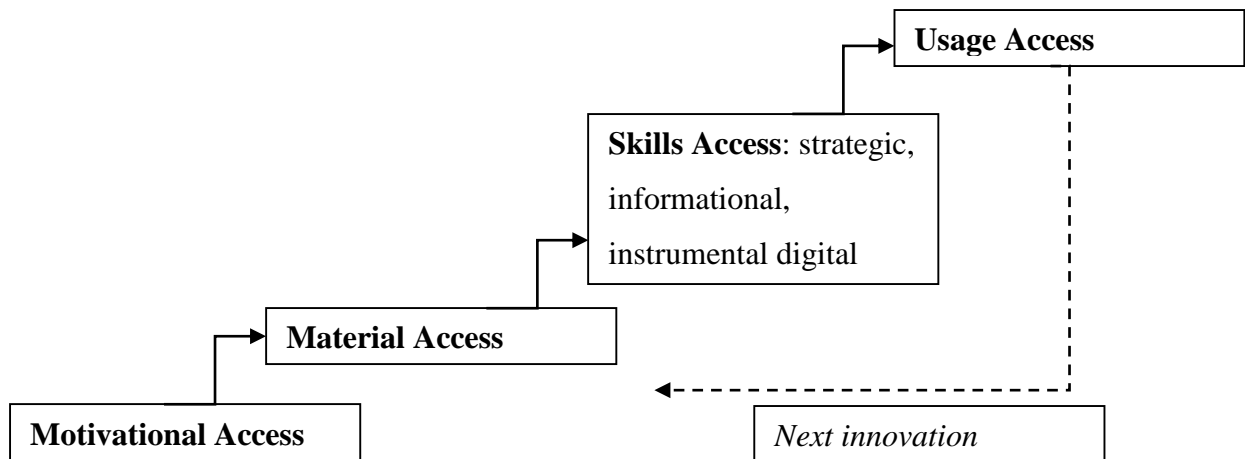 Usage Access
Skills Access: strategic,
informational,
instrumental digital
Material Access
Motivational Access
Next innovation